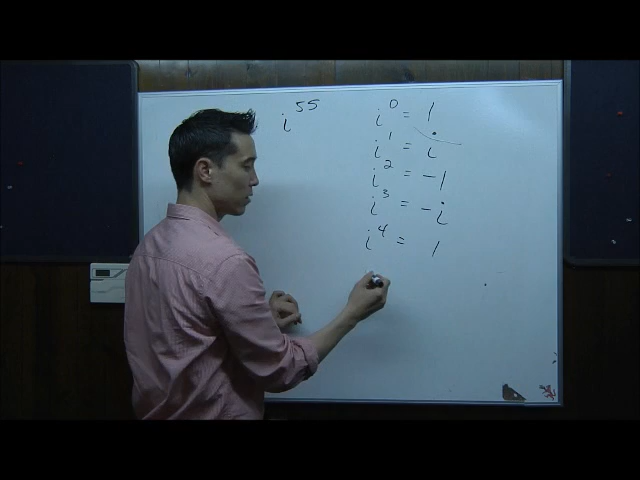 i^55
i^0 = 1
i^1 = i
i^2 = -1
i^3 = -i
i^4 = 1